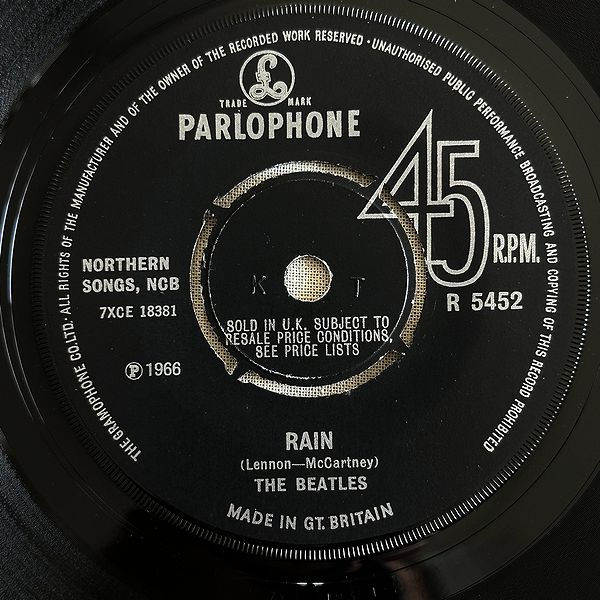 THE GRAMOPHONE CO. LTD. ALL RIGHTS OF THE MANUFACTURER AND OF THE OWNER OF THE RECORDED WORK RESERVED · UNAUTHORISED PUBLIC PERFORMANCE BROADCASTING AND COPYING OF THIS RECORD PROHIBITED
£
TRADE MARK
PARLOPHONE
45
R.P.M.
R 5452
NORTHERN
SONGS, NCB
7XCE 18381
℗ 1966
K T
SOLD IN U.K. SUBJECT TO
RESALE PRICE CONDITIONS,
SEE PRICE LISTS
RAIN
(Lennon—McCartney)
THE BEATLES
MADE IN GT. BRITAIN